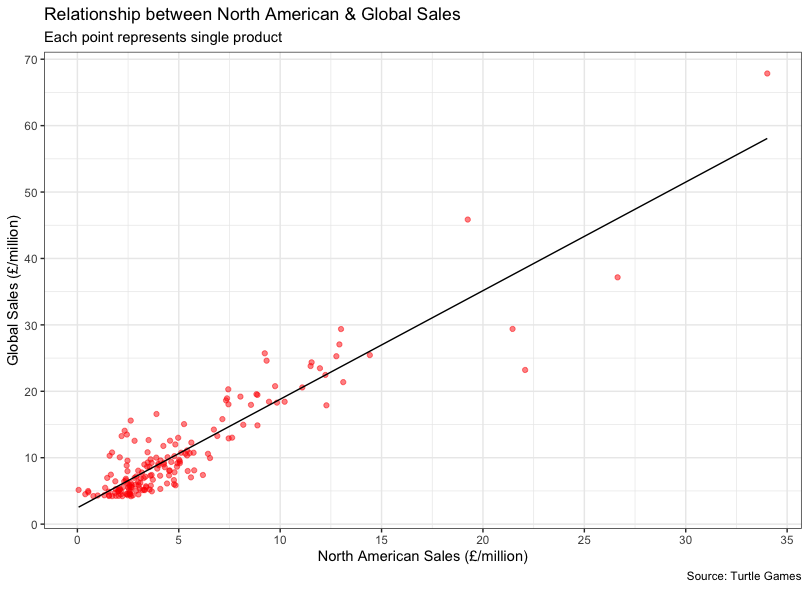 Relationship between North American & Global Sales
Each point represents single product
Global Sales (£/million)
70
60
50
40
30
20
10
0
0 5 10 15 20 25 30 35
North American Sales (£/million)
Source: Turtle Games